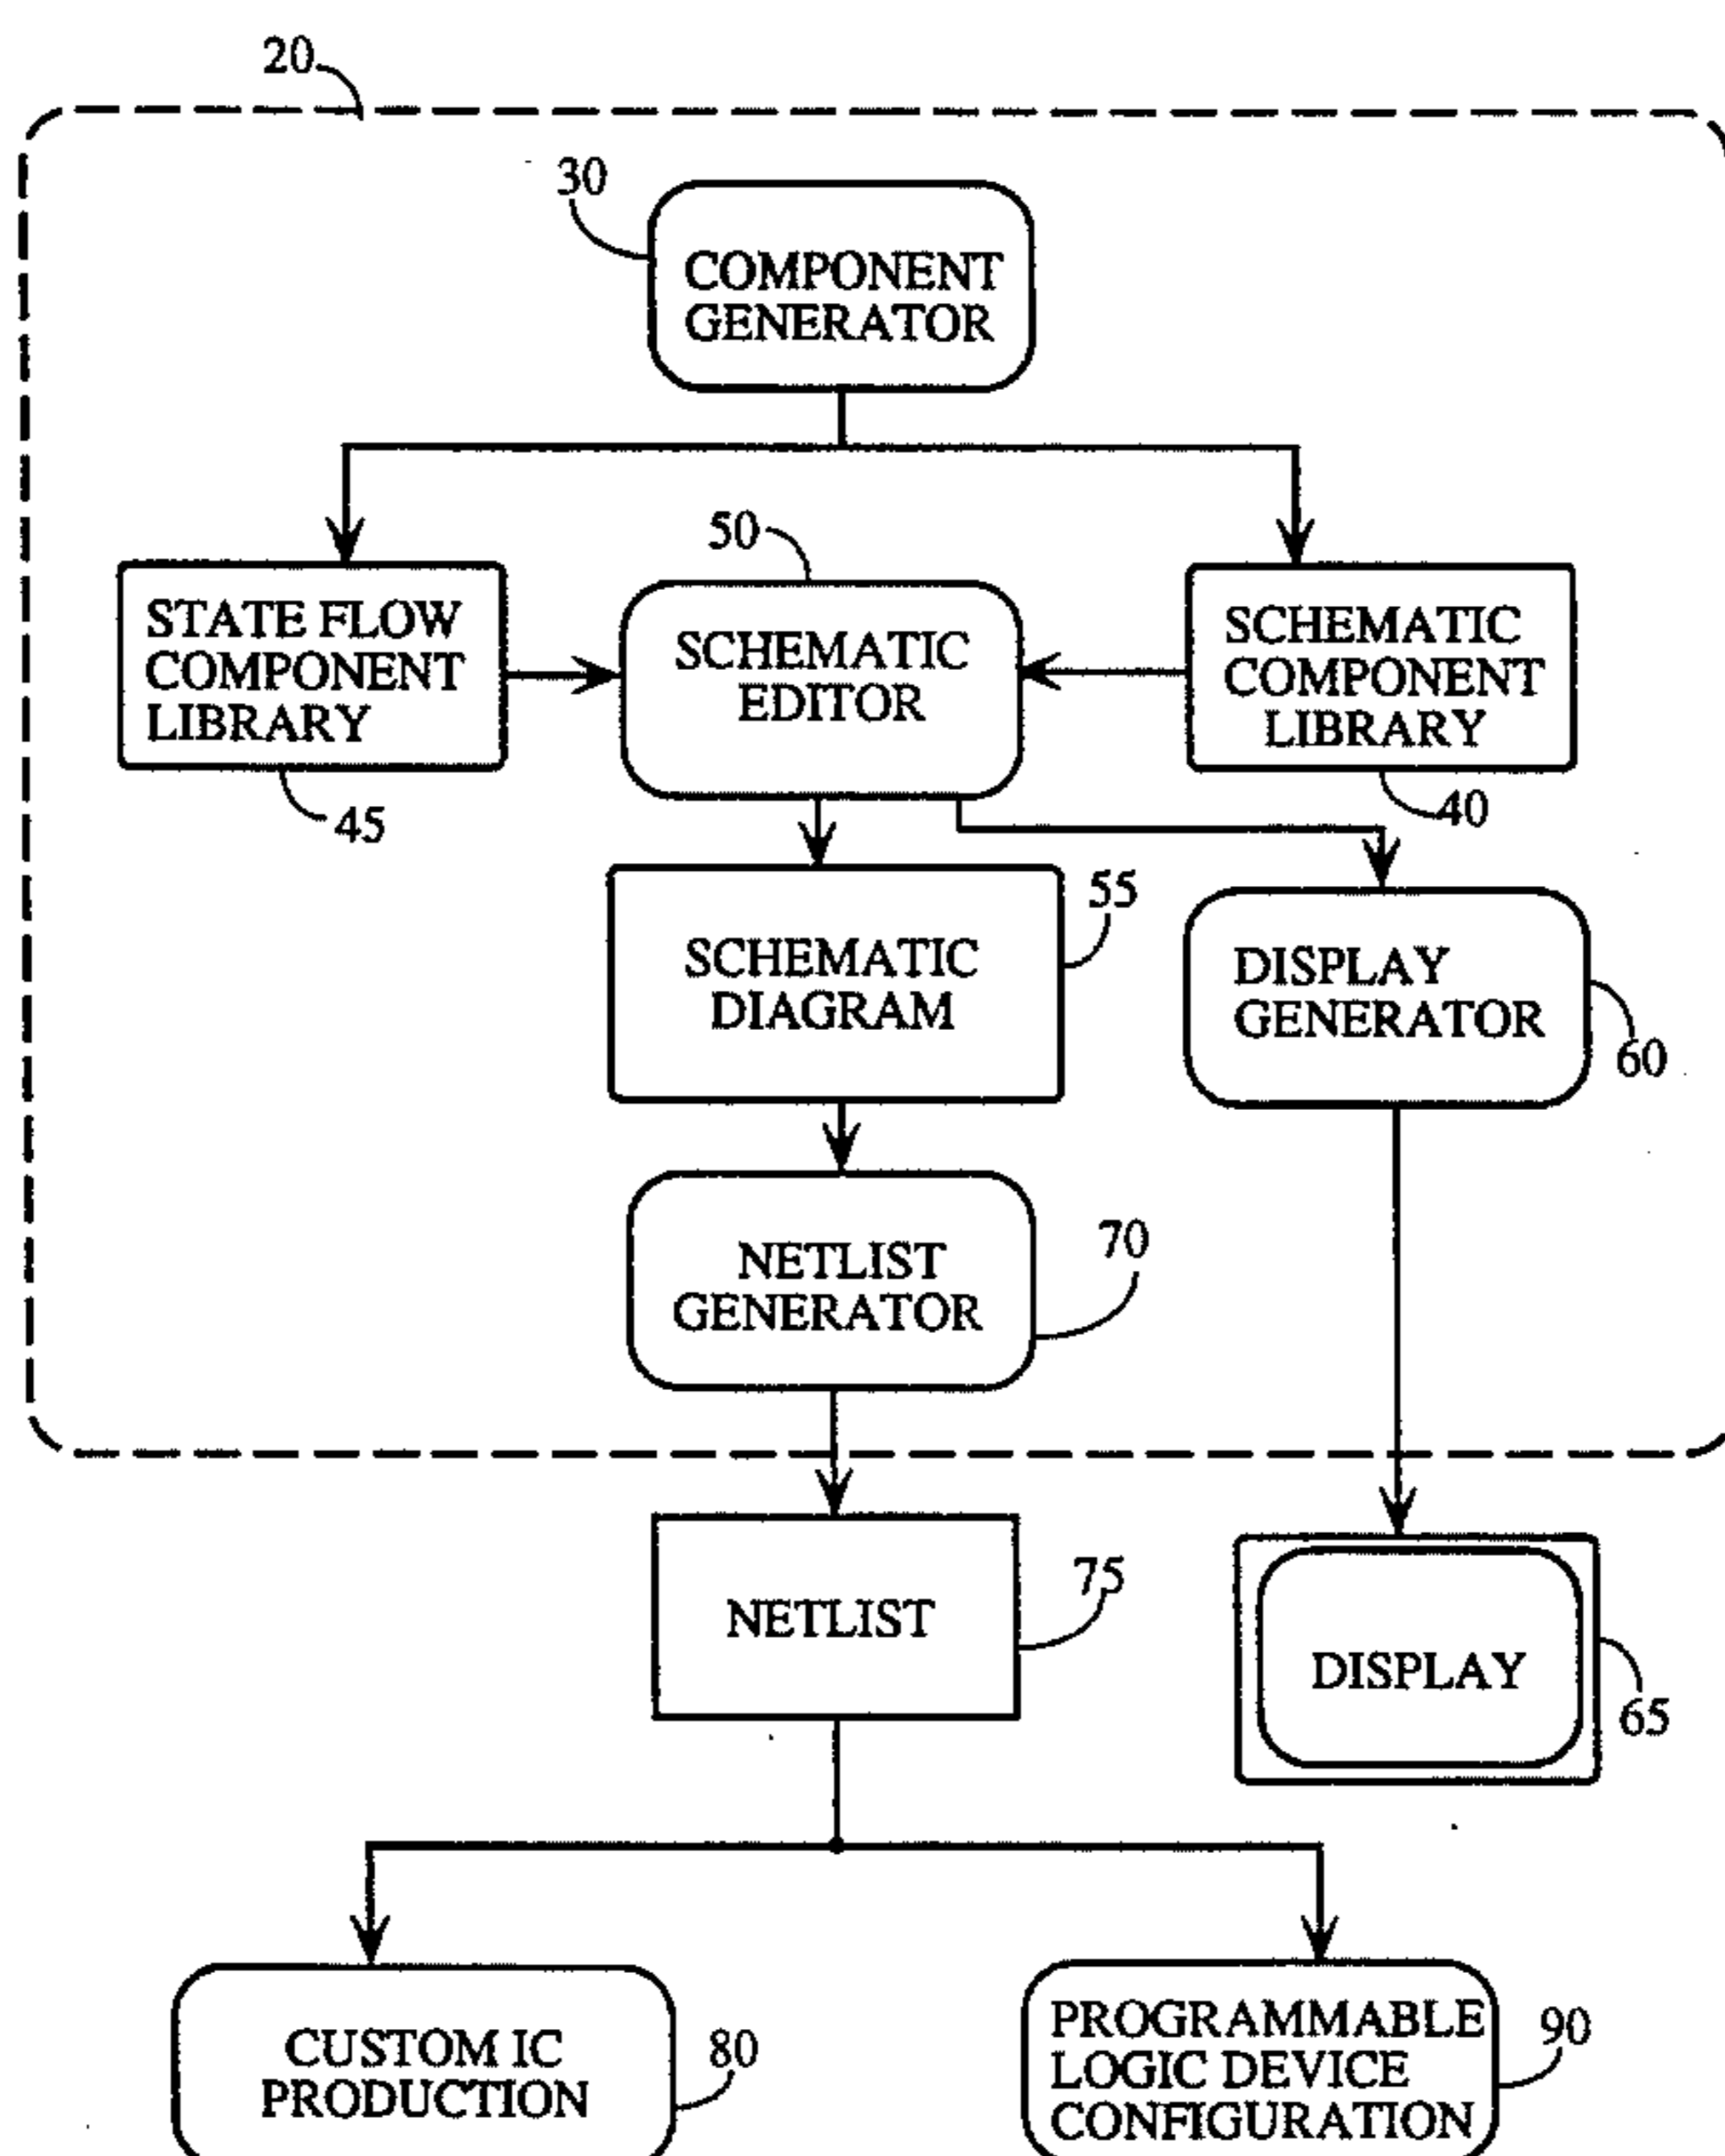 20
30
COMPONENT
GENERATOR
50
STATE FLOW
COMPONENT
LIBRARY
45
SCHEMATIC
EDITOR
SCHEMATIC
COMPONENT
LIBRARY
40
SCHEMATIC
DIAGRAM
55
DISPLAY
GENERATOR
60
NETLIST
GENERATOR
70
NETLIST
75
DISPLAY
65
CUSTOM IC
PRODUCTION
80
PROGRAMMABLE
LOGIC DEVICE
CONFIGURATION
90